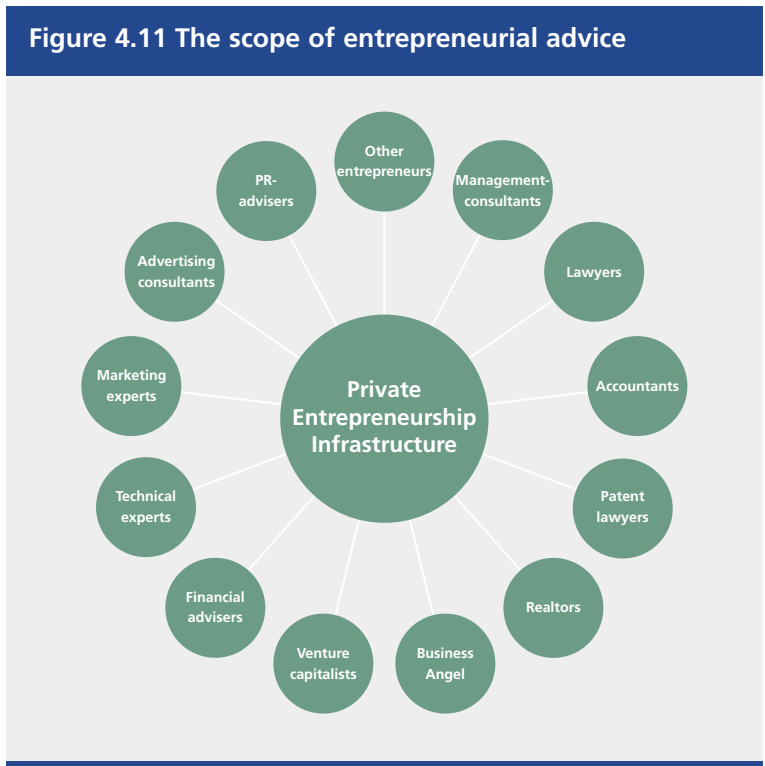 Figure 4.11 The scope of entrepreneurial advice
Other
entrepreneurs
Management-
consultants
Lawyers
Accountants
Patent
lawyers
Realtors
Business
Angel
Venture
capitalists
Financial
advisers
Technical
experts
Marketing
experts
Advertising
consultants
PR-
advisers
Private
Entrepreneurship
Infrastructure